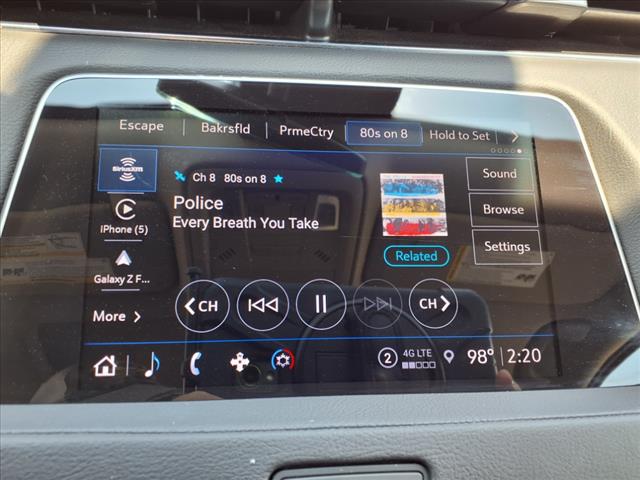 Escape Bakrsfld PrmeCtry 80s on 8 Hold to Set
SiriusXM Ch 8 80s on 8 Sound
Police
Every Breath You Take
iPhone (5) Browse
Related Settings
Galaxy Z F...
More CH CH
2 4G LTE 98° 2:20